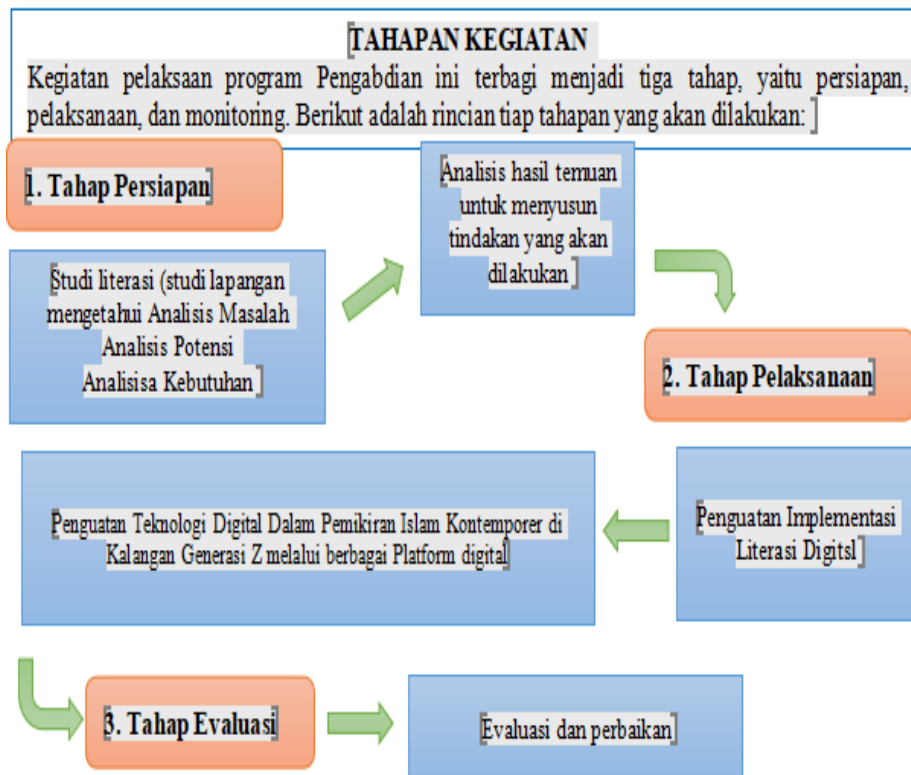 TAHAPAN KEGIATAN
Kegiatan pelaksaan program Pengabdian ini terbagi menjadi tiga tahap, yaitu persiapan,
pelaksanaan, dan monitoring. Berikut adalah rincian tiap tahapan yang akan dilakukan:
1. Tahap Persiapan
Studi literasi (studi lapangan
mengetahui Analisis Masalah
Analisis Potensi
Analisisa Kebutuhan
Analisis hasil temuan
untuk menyusun
tindakan yang akan
dilakukan
2. Tahap Pelaksanaan
Penguatan Implementasi
Literasi Digitsl
Penguatan Teknologi Digital Dalam Pemikiran Islam Kontemporer di
Kalangan Generasi Z melalui berbagai Platform digital
3. Tahap Evaluasi
Evaluasi dan perbaikan